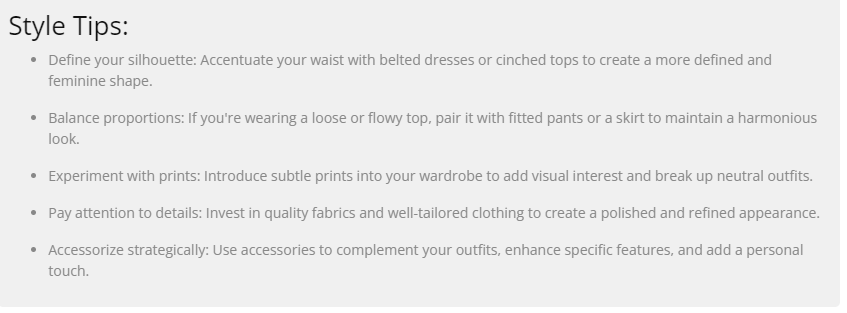 Style Tips:
• Define your silhouette: Accentuate your waist with belted dresses or cinched tops to create a more defined and
feminine shape.
• Balance proportions: If you're wearing a loose or flowy top, pair it with fitted pants or a skirt to maintain a harmonious
look.
• Experiment with prints: Introduce subtle prints into your wardrobe to add visual interest and break up neutral outfits.
• Pay attention to details: Invest in quality fabrics and well-tailored clothing to create a polished and refined appearance.
• Accessorize strategically: Use accessories to complement your outfits, enhance specific features, and add a personal
touch.